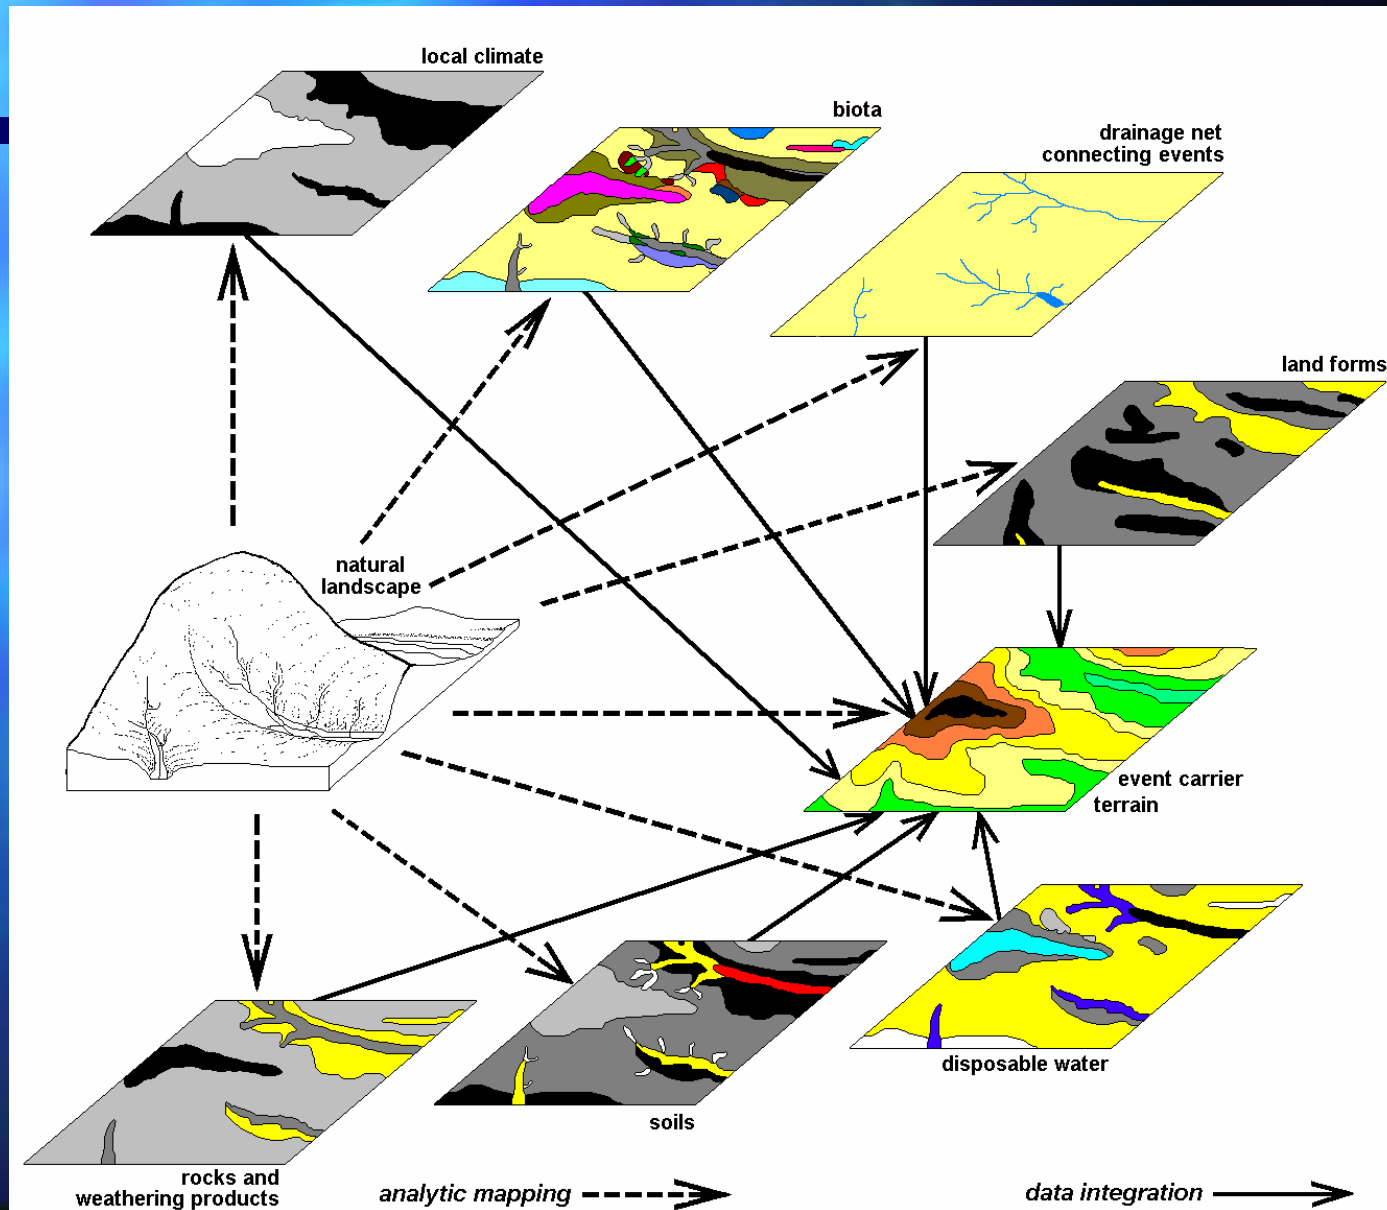 local climate
biota
drainage net
connecting events
land forms
natural
landscape
event carrier
terrain
disposable water
soils
rocks and
weathering products
analytic mapping
data integration